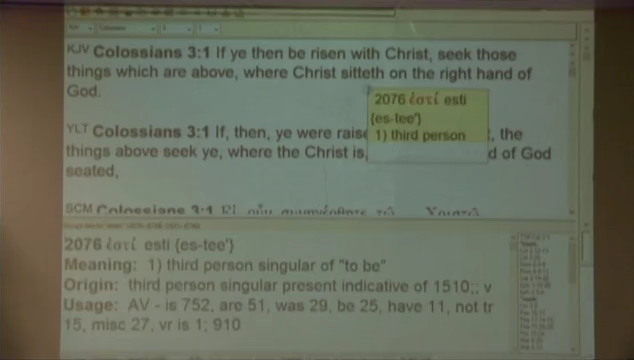 KJV Colossians 3:1 If ye then be risen with Christ, seek those
things which are above, where Christ sitteth on the right hand of
God.
2076 ἐστί esti
{es-tee'}
1) third person
YLT Colossians 3:1 If, then, ye were raise , the
things above seek ye, where the Christ is, d of God
seated,
SCM Colossians 3:1
2076 ἐστί esti {es-tee'}
Meaning: 1) third person singular of "to be"
Origin: third person singular present indicative of 1510;; v
Usage: AV - is 752, are 51, was 29, be 25, have 11, not tr
15, misc 27, vr is 1; 910